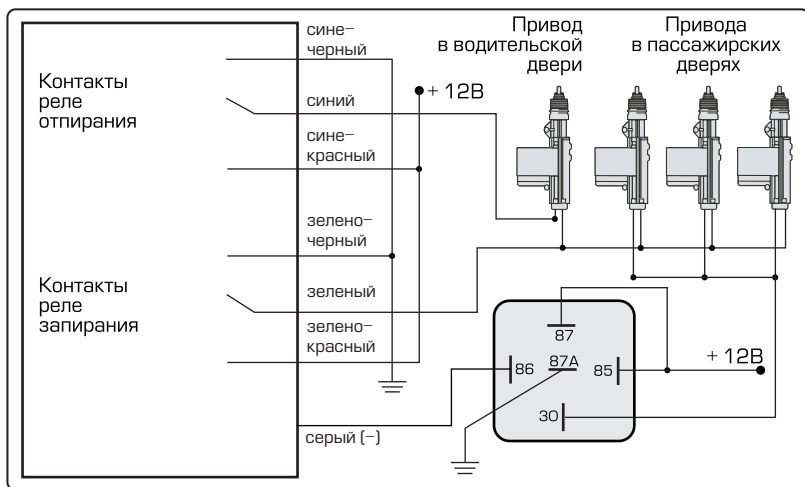 сине-
черный
Контакты
реле
отпирания
синий
сине-
красный
+ 12В
Привод
в водительской
двери
Привода
в пассажирских
дверях
зелено-
черный
Контакты
реле
запирания
зеленый
зелено-
красный
серый (-)
87
87А
86
85
30
+ 12В